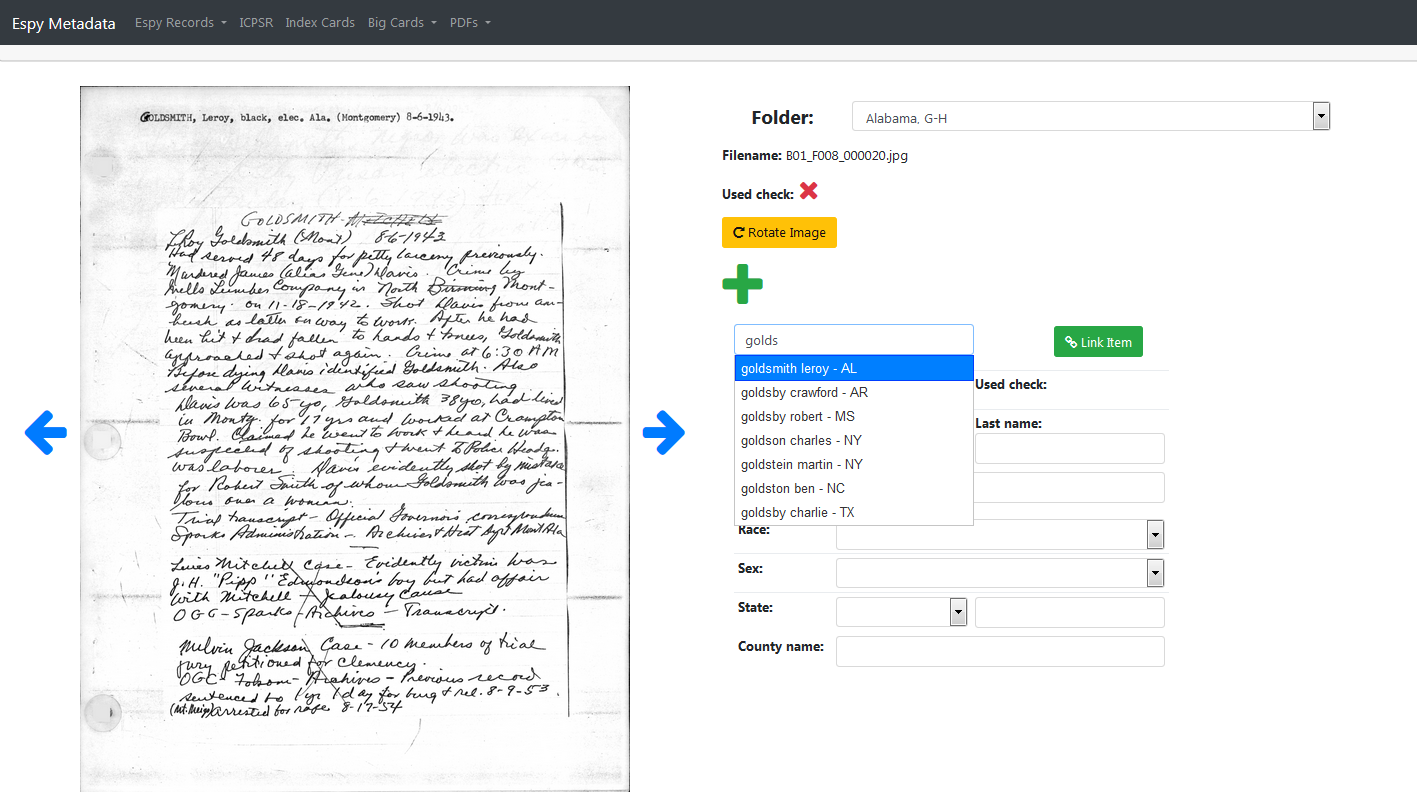 Espy Metadata
Espy Records
ICPSR
Index Cards
Big Cards
PDFs
GOLDSMITH, Leroy, black, elec. Ala. (Montgomery) 8-6-1943.
GOLDSMITH - Mitchell
LRoy Goldsmith (Mont) 8-6-1943
Had served 48 days for petty larceny previously.
Murdered James (alias Gene) Davis. Crime by
Mills Lumber Company in North Birming Mont-
gomery. on 11-18-1942. Shot Davis from am-
bush as latter on way to work. After he had
been hit & had fallen to hands & knees, Goldsmith
approached & shot again. Crime at 6:30 AM
Before dying Davis identified Goldsmith. Also
several witnesses who saw shooting.
Davis was 65 yo, Goldsmith 38 yo, had lived
in Montg. for 17 yrs and worked at Crampton
Bowl. Claimed he went to work & heard he was
suspected of shooting & went to Police Headq.
was laborer. Davis evidently shot by mistake
for Robert Smith of whom Goldsmith was jea-
lous over a woman.
Trial transcript - Official Governor's correspondence
Sparks Administration - Archives & Hist Dept Mont Ala
Mitchell Case - Evidently victim was
J.H. "Pipp" Edmondson's boy but had affair
with Mitchell - Jealousy cause
OGC - Sparks - Archives - Transcript.
Melvin Jackson Case - 10 members of trial
jury petitioned for clemency.
OGC - Folsom - Archives - Previous record
sentenced to 1 yr 1 day for burg & rel. 8-9-53.
(Mt. Meigs) arrested for rape 8-17-54
Folder:
Alabama, G-H
Filename: B01_F008_000020.jpg
Used check:
Rotate Image
golds
Link Item
goldsmith leroy - AL
goldsby crawford - AR
goldsby robert - MS
goldson charles - NY
goldstein martin - NY
goldston ben - NC
goldsby charlie - TX
Used check:
Last name:
Race:
Sex:
State:
County name: